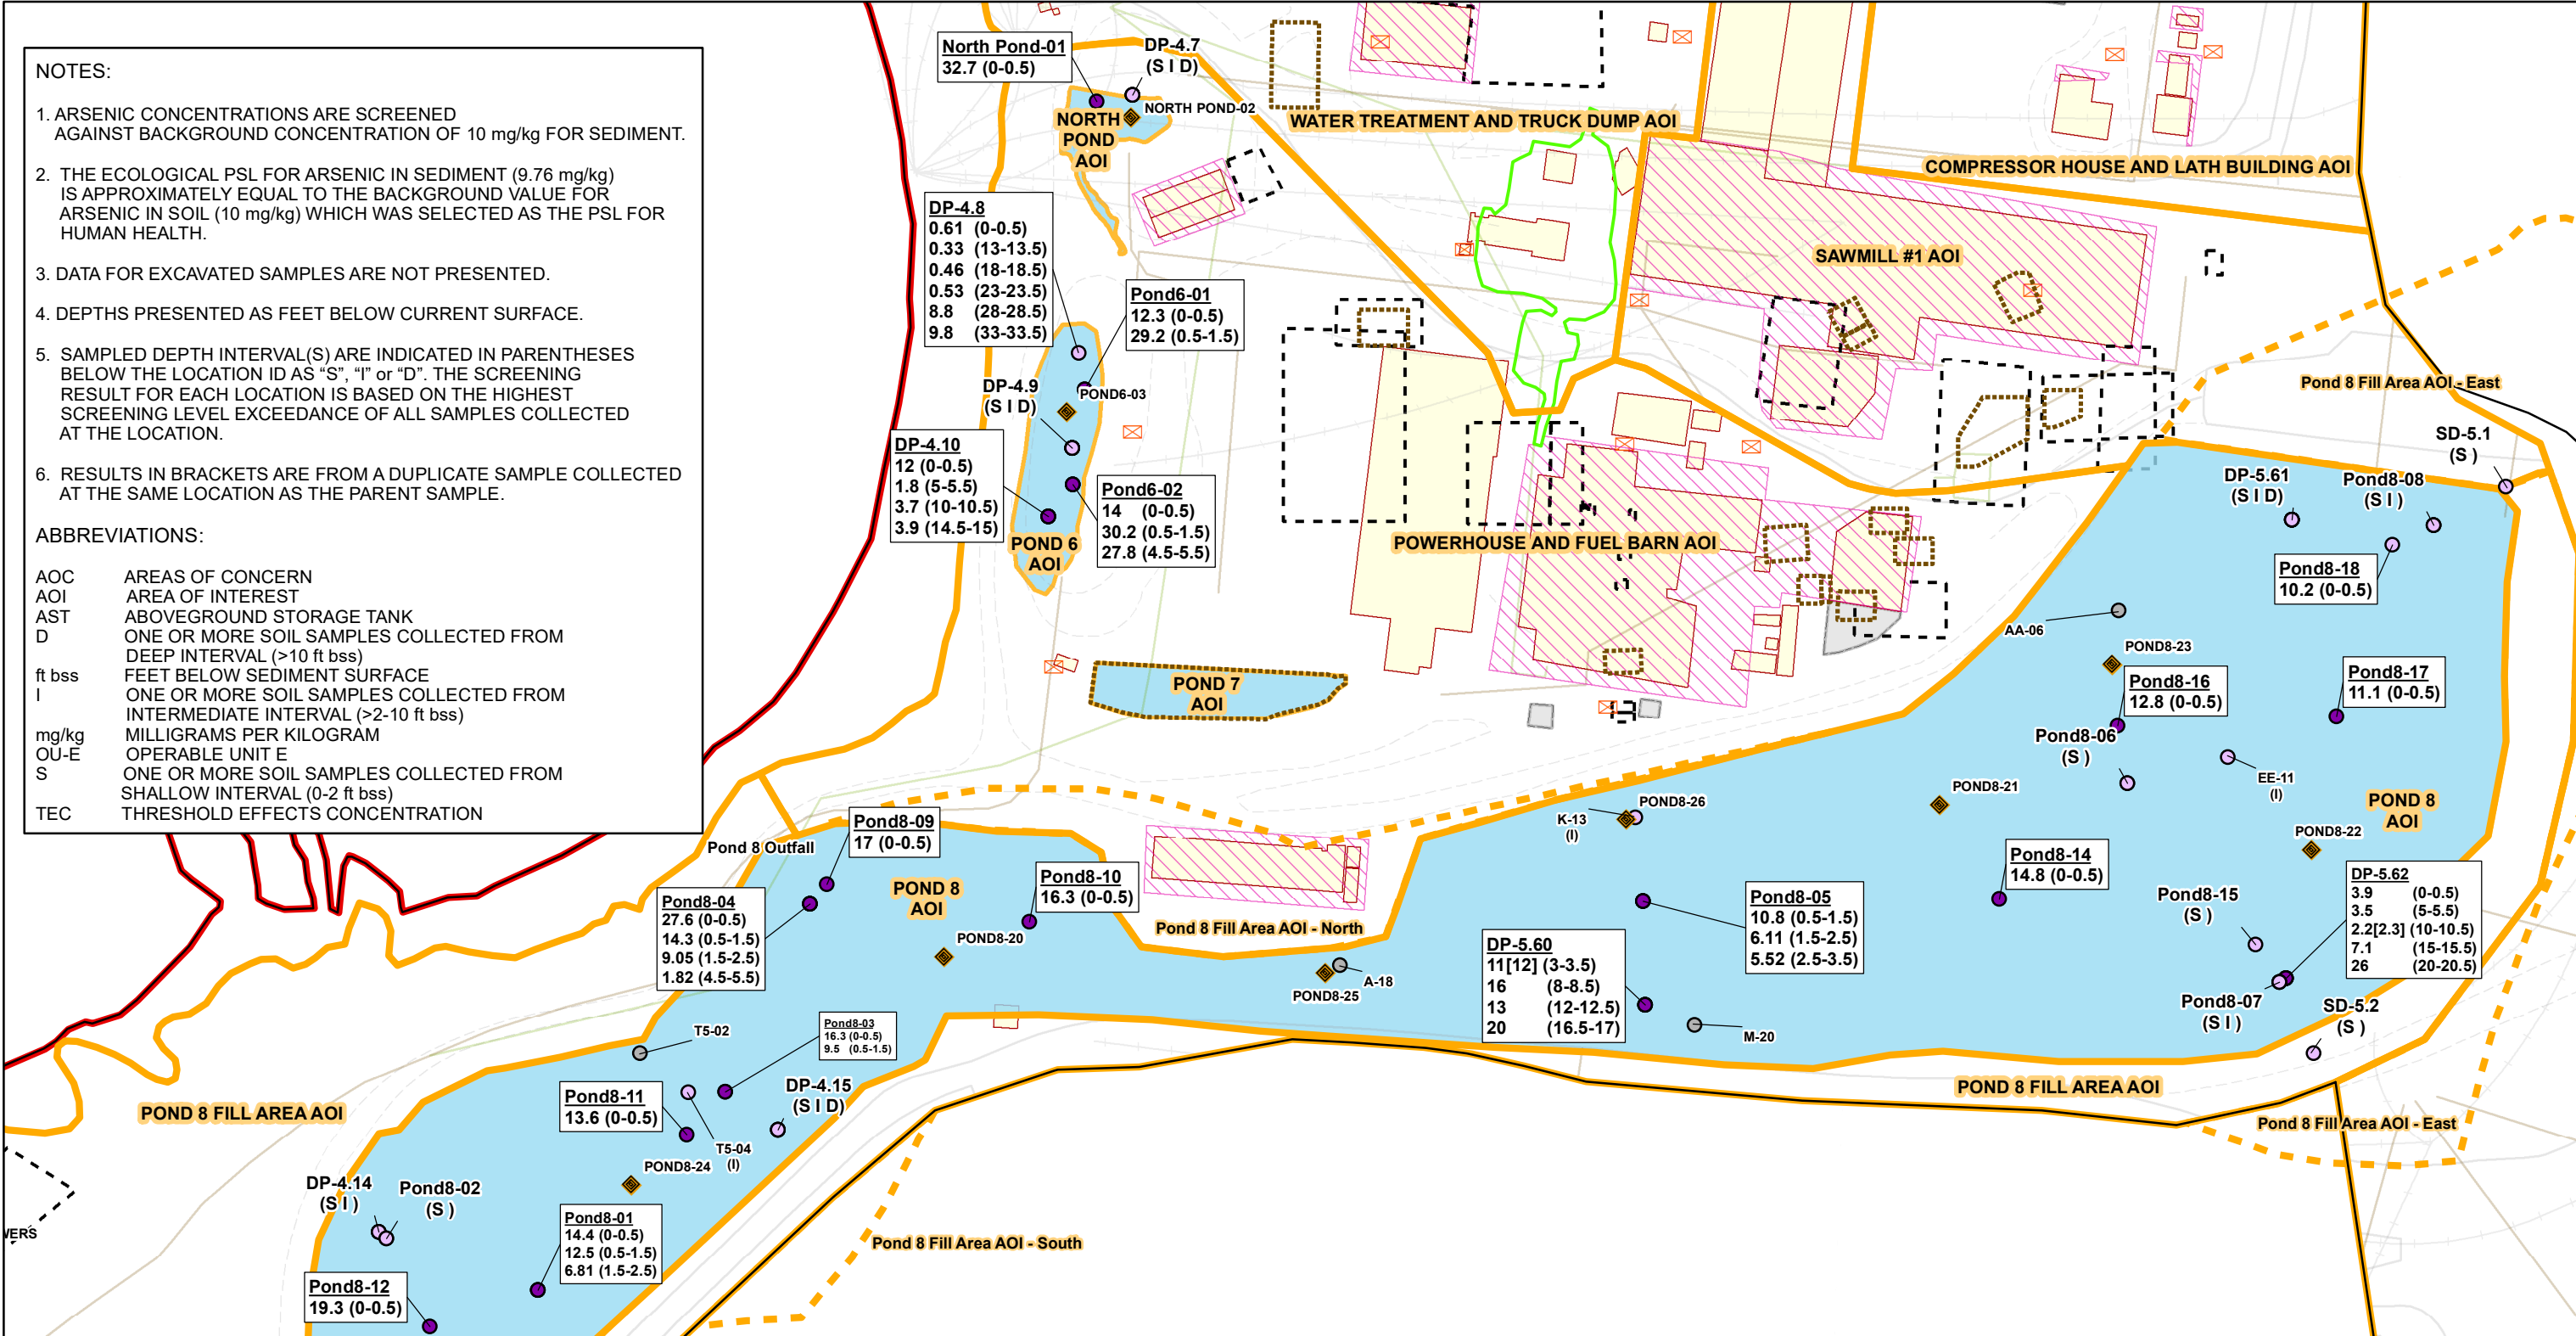 NOTES:
1. ARSENIC CONCENTRATIONS ARE SCREENED
AGAINST BACKGROUND CONCENTRATION OF 10 mg/kg FOR SEDIMENT.
2. THE ECOLOGICAL PSL FOR ARSENIC IN SEDIMENT (9.76 mg/kg)
IS APPROXIMATELY EQUAL TO THE BACKGROUND VALUE FOR
ARSENIC IN SOIL (10 mg/kg) WHICH WAS SELECTED AS THE PSL FOR
HUMAN HEALTH.
3. DATA FOR EXCAVATED SAMPLES ARE NOT PRESENTED.
4. DEPTHS PRESENTED AS FEET BELOW CURRENT SURFACE.
5. SAMPLED DEPTH INTERVAL(S) ARE INDICATED IN PARENTHESES
BELOW THE LOCATION ID AS “S”, “I” or “D”. THE SCREENING
RESULT FOR EACH LOCATION IS BASED ON THE HIGHEST
SCREENING LEVEL EXCEEDANCE OF ALL SAMPLES COLLECTED
AT THE LOCATION.
6. RESULTS IN BRACKETS ARE FROM A DUPLICATE SAMPLE COLLECTED
AT THE SAME LOCATION AS THE PARENT SAMPLE.
ABBREVIATIONS:
AOC AREAS OF CONCERN
AOI AREA OF INTEREST
AST ABOVEGROUND STORAGE TANK
D ONE OR MORE SOIL SAMPLES COLLECTED FROM
DEEP INTERVAL (>10 ft bss)
ft bss FEET BELOW SEDIMENT SURFACE
I ONE OR MORE SOIL SAMPLES COLLECTED FROM
INTERMEDIATE INTERVAL (>2-10 ft bss)
mg/kg MILLIGRAMS PER KILOGRAM
OU-E OPERABLE UNIT E
S ONE OR MORE SOIL SAMPLES COLLECTED FROM
SHALLOW INTERVAL (0-2 ft bss)
TEC THRESHOLD EFFECTS CONCENTRATION
North Pond-01
32.7 (0-0.5)
DP-4.7
(S I D)
NORTH POND-02
NORTH
POND
AOI
WATER TREATMENT AND TRUCK DUMP AOI
COMPRESSOR HOUSE AND LATH BUILDING AOI
SAWMILL #1 AOI
DP-4.8
0.61 (0-0.5)
0.33 (13-13.5)
0.46 (18-18.5)
0.53 (23-23.5)
8.8 (28-28.5)
9.8 (33-33.5)
Pond6-01
12.3 (0-0.5)
29.2 (0.5-1.5)
DP-4.9
(S I D)
POND6-03
DP-4.10
12 (0-0.5)
1.8 (5-5.5)
3.7 (10-10.5)
3.9 (14.5-15)
Pond6-02
14 (0-0.5)
30.2 (0.5-1.5)
27.8 (4.5-5.5)
POND 6
AOI
POWERHOUSE AND FUEL BARN AOI
Pond 8 Fill Area AOI - East
SD-5.1
(S )
DP-5.61
(S I D)
Pond8-08
(S I )
Pond8-18
10.2 (0-0.5)
AA-06
POND8-23
Pond8-16
12.8 (0-0.5)
Pond8-17
11.1 (0-0.5)
POND 7
AOI
Pond8-06
(S )
EE-11
(I)
POND8-21
POND 8
AOI
POND8-26
K-13
(I)
POND8-22
Pond 8 Outfall
Pond8-09
17 (0-0.5)
Pond8-10
16.3 (0-0.5)
POND 8
AOI
Pond8-04
27.6 (0-0.5)
14.3 (0.5-1.5)
9.05 (1.5-2.5)
1.82 (4.5-5.5)
POND8-20
Pond 8 Fill Area AOI - North
Pond8-05
10.8 (0.5-1.5)
6.11 (1.5-2.5)
5.52 (2.5-3.5)
Pond8-14
14.8 (0-0.5)
Pond8-15
(S )
DP-5.62
3.9 (0-0.5)
3.5 (5-5.5)
2.2[2.3] (10-10.5)
7.1 (15-15.5)
26 (20-20.5)
DP-5.60
11[12] (3-3.5)
16 (8-8.5)
13 (12-12.5)
20 (16.5-17)
A-18
POND8-25
M-20
Pond8-07
(S I )
SD-5.2
(S )
T5-02
Pond8-03
16.3 (0-0.5)
9.5 (0.5-1.5)
Pond8-11
13.6 (0-0.5)
DP-4.15
(S I D)
T5-04
(I)
POND8-24
POND 8 FILL AREA AOI
POND 8 FILL AREA AOI
Pond 8 Fill Area AOI - East
DP-4.14
(S I )
Pond8-02
(S )
Pond8-01
14.4 (0-0.5)
12.5 (0.5-1.5)
6.81 (1.5-2.5)
Pond 8 Fill Area AOI - South
Pond8-12
19.3 (0-0.5)